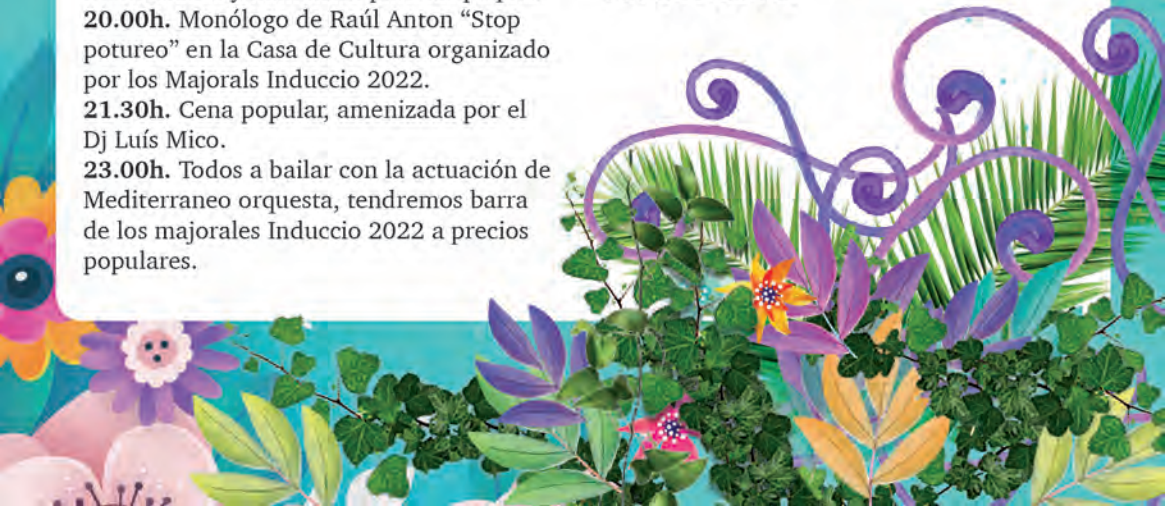 20.00h. Monólogo de Raúl Anton “Stop
potureo” en la Casa de Cultura organizado
por los Majorals Induccio 2022.
21.30h. Cena popular, amenizada por el
Dj Luís Mico.
23.00h. Todos a bailar con la actuación de
Mediterraneo orquesta, tendremos barra
de los majorales Induccio 2022 a precios
populares.